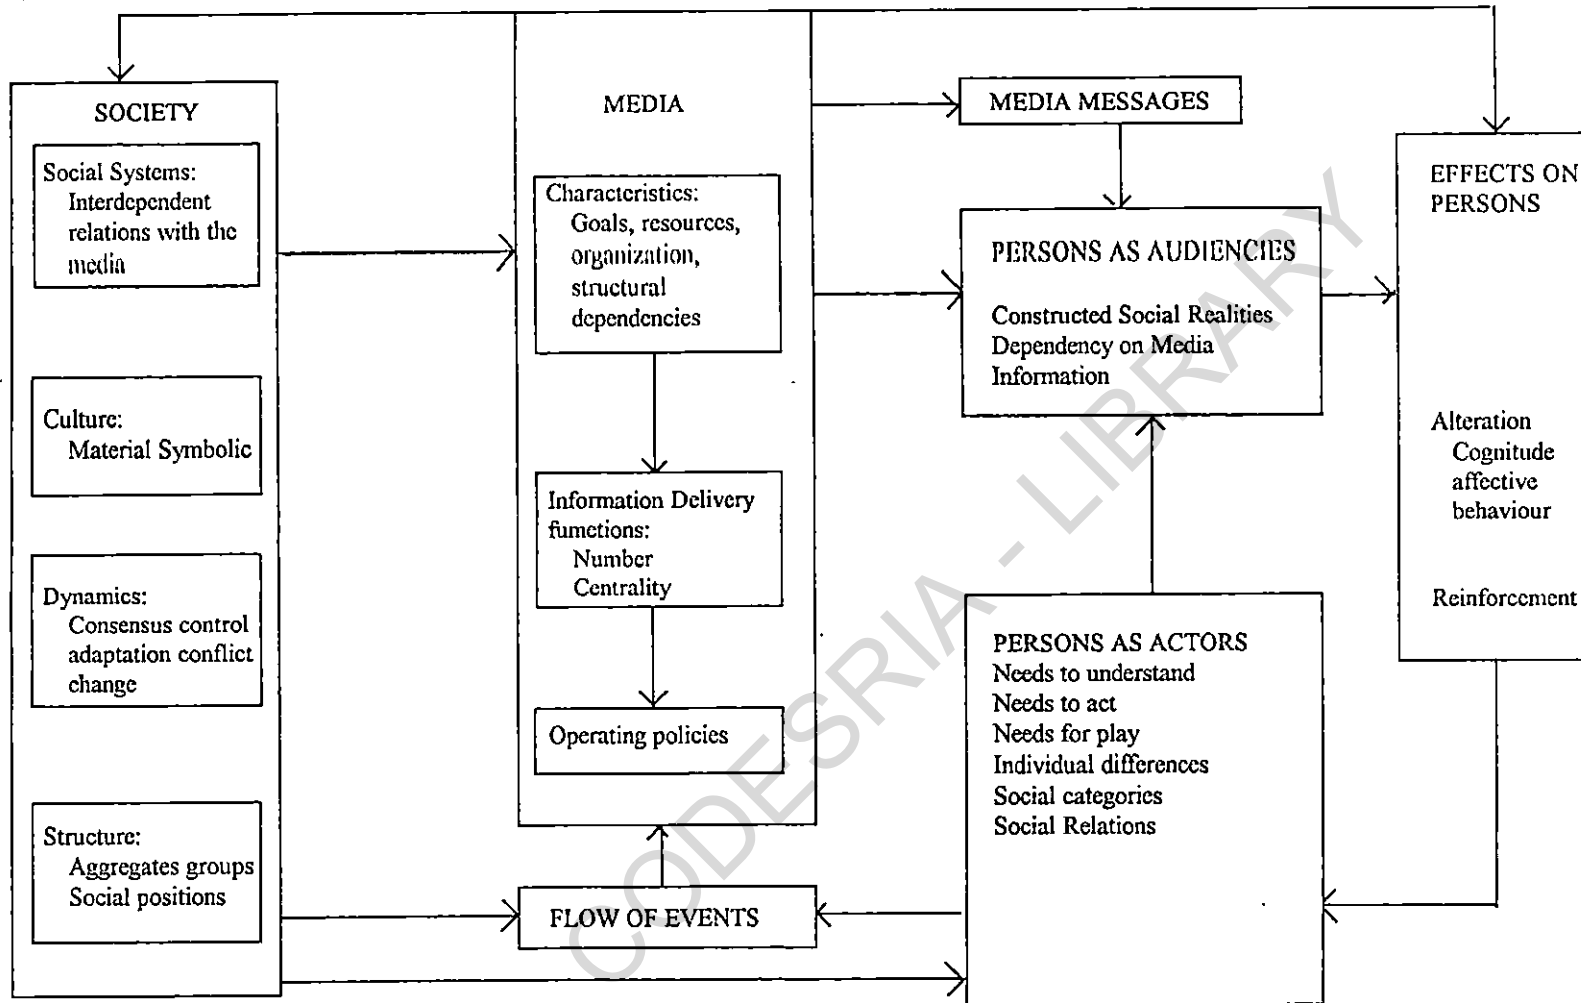 SOCIETY
Social Systems:
Interdependent
relations with the
media
Culture:
Material Symbolic
Dynamics:
Consensus control
adaptation conflict
change
Structure:
Aggregates groups
Social positions
MEDIA
Characteristics:
Goals, resources,
organization,
structural
dependencies
Information Delivery
fumetions:
Number
Centrality
Operating policies
FLOW OF EVENTS
MEDIA MESSAGES
PERSONS AS AUDIENCIES
Constructed Social Realities
Dependency on Media
Information
PERSONS AS ACTORS
Needs to understand
Needs to act
Needs for play
Individual differences
Social categories
Social Relations
EFFECTS ON
PERSONS
Alteration
Cognitude
affective
behaviour
Reinforcement
CODESRIA - LIBRARY